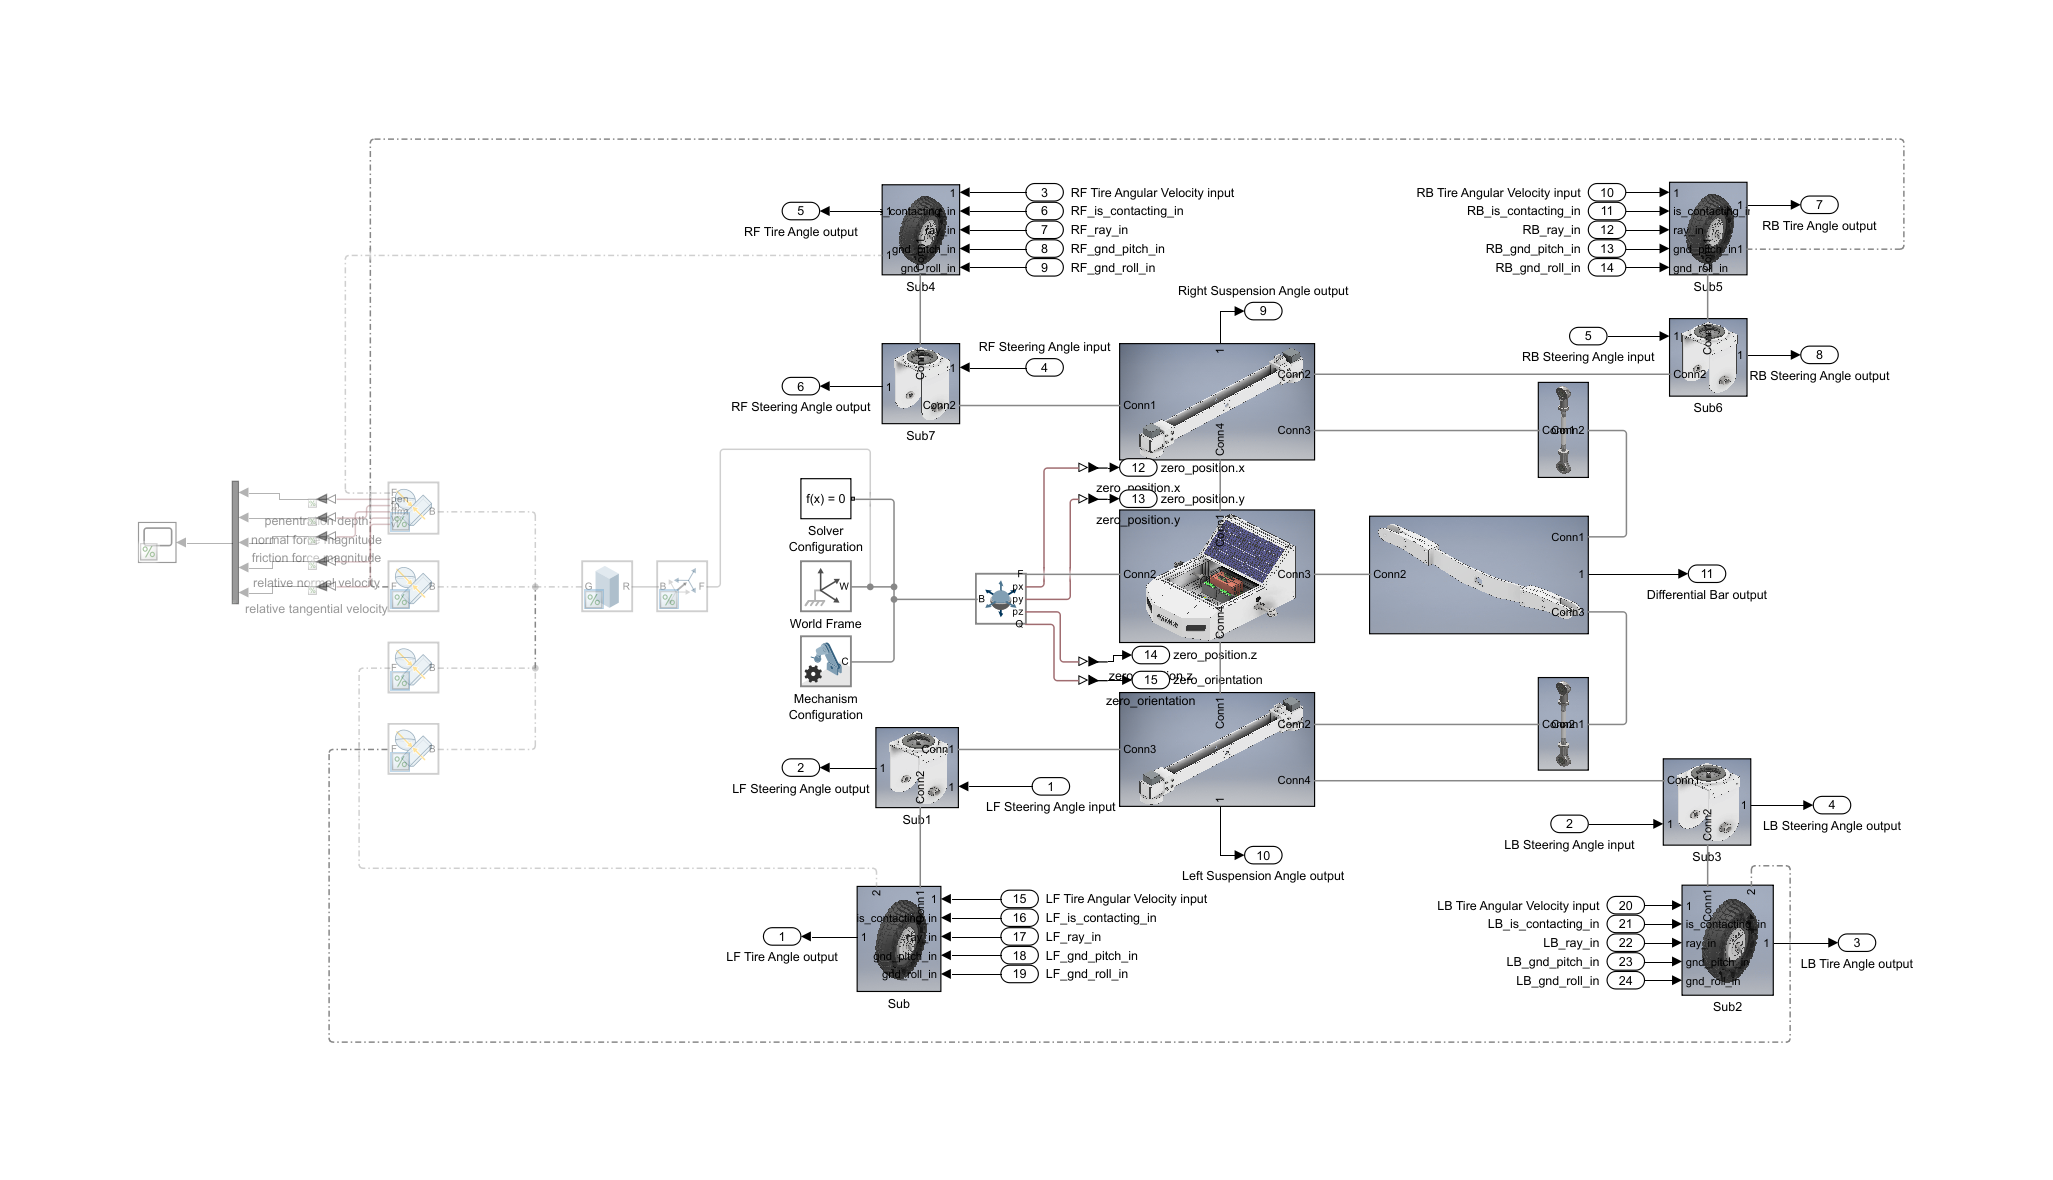 1
is_contacting_in
ray_in
gnd_pitch_in
gnd_roll_in
1
1
Conn1
Sub4
5
RF Tire Angle output
3 RF Tire Angular Velocity input
6 RF_is_contacting_in
7 RF_ray_in
8 RF_gnd_pitch_in
9 RF_gnd_roll_in
RB Tire Angular Velocity input 10
RB_is_contacting_in 11
RB_ray_in 12
RB_gnd_pitch_in 13
RB_gnd_roll_in 14
1
is_contacting_in
ray_in
gnd_pitch_in
gnd_roll_in
1
1
Sub5
7
RB Tire Angle output
Right Suspension Angle output
9
RF Steering Angle input
4
6
RF Steering Angle output
1
1
Conn1
Conn2
Sub7
1
Conn1
Conn2
Conn3
Conn4
5
RB Steering Angle input
1
1
Conn1
Conn2
Sub6
8
RB Steering Angle output
Conn1
Conn2
12 zero_position.x
zero_position.x
13 zero_position.y
zero_position.y
f(x) = 0
Solver
Configuration
W
World Frame
C
Mechanism
Configuration
B
F
px
py
pz
Q
Conn1
Conn2
Conn3
Conn4
Conn2
Conn1
1
Conn3
11
Differential Bar output
14 zero_position.z
15 zero_orientation
zero_orientation
penentration depth
normal force magnitude
friction force magnitude
relative normal velocity
relative tangential velocity
F
pen
B
F
B
F
B
F
B
G
R
B
F
%
%
%
%
%
%
%
Conn1
Conn3
Conn2
Conn4
1
Conn2
Conn1
Conn1
Conn2
1
1
Sub1
2
LF Steering Angle output
1
LF Steering Angle input
10
Left Suspension Angle output
Conn1
Conn2
1
1
Sub3
2
LB Steering Angle input
4
LB Steering Angle output
2
Conn1
1
is_contacting_in
ray_in
gnd_pitch_in
gnd_roll_in
1
Sub
1
LF Tire Angle output
15 LF Tire Angular Velocity input
16 LF_is_contacting_in
17 LF_ray_in
18 LF_gnd_pitch_in
19 LF_gnd_roll_in
LB Tire Angular Velocity input 20
LB_is_contacting_in 21
LB_ray_in 22
LB_gnd_pitch_in 23
LB_gnd_roll_in 24
Conn1
2
1
is_contacting_in
ray_in
gnd_pitch_in
gnd_roll_in
1
Sub2
3
LB Tire Angle output